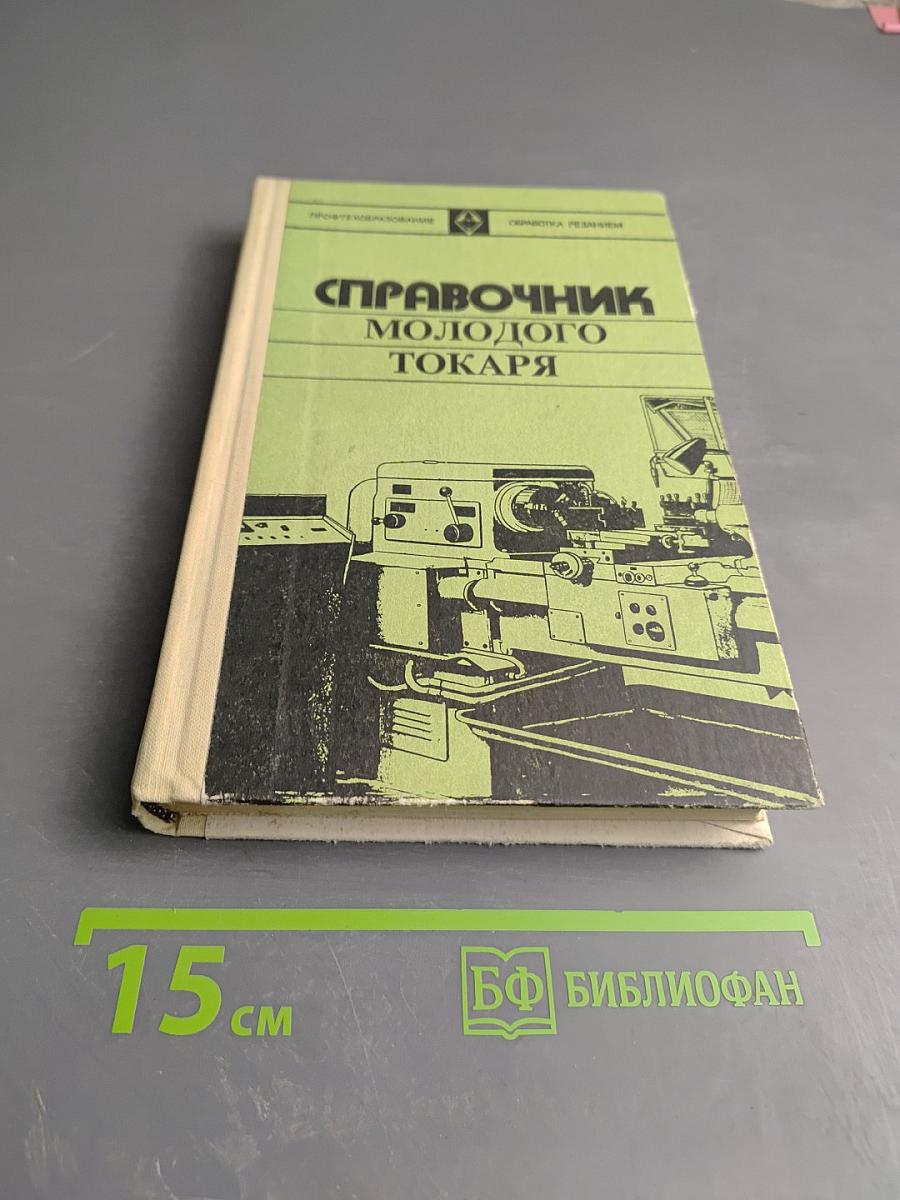 ПРОФТЕХОБРАЗОВАНИЕ ОБРАБОТКА РЕЗАНИЕМ
СПРАВОЧНИК
МОЛОДОГО
ТОКАРЯ
15 см
БФ БИБЛИОФАН